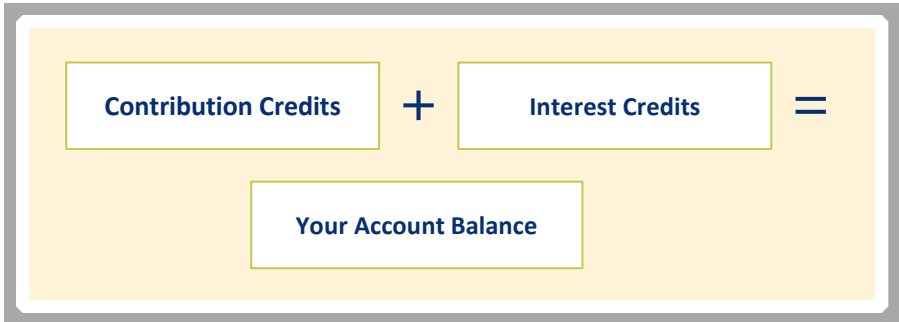 Contribution Credits + Interest Credits =
Your Account Balance